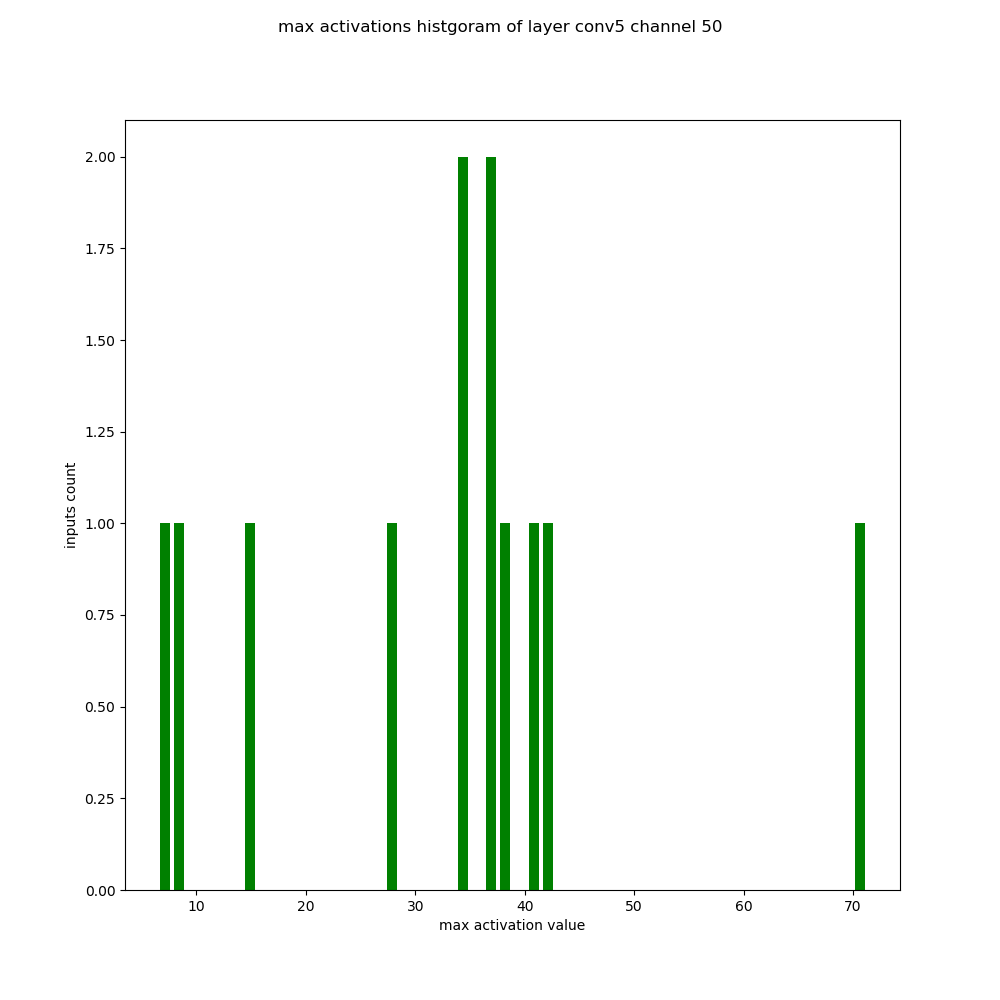 max activations histgoram of layer conv5 channel 50
2.00
1.75
1.50
1.25
1.00
0.75
0.50
0.25
0.00
inputs count
10 20 30 40 50 60 70
max activation value